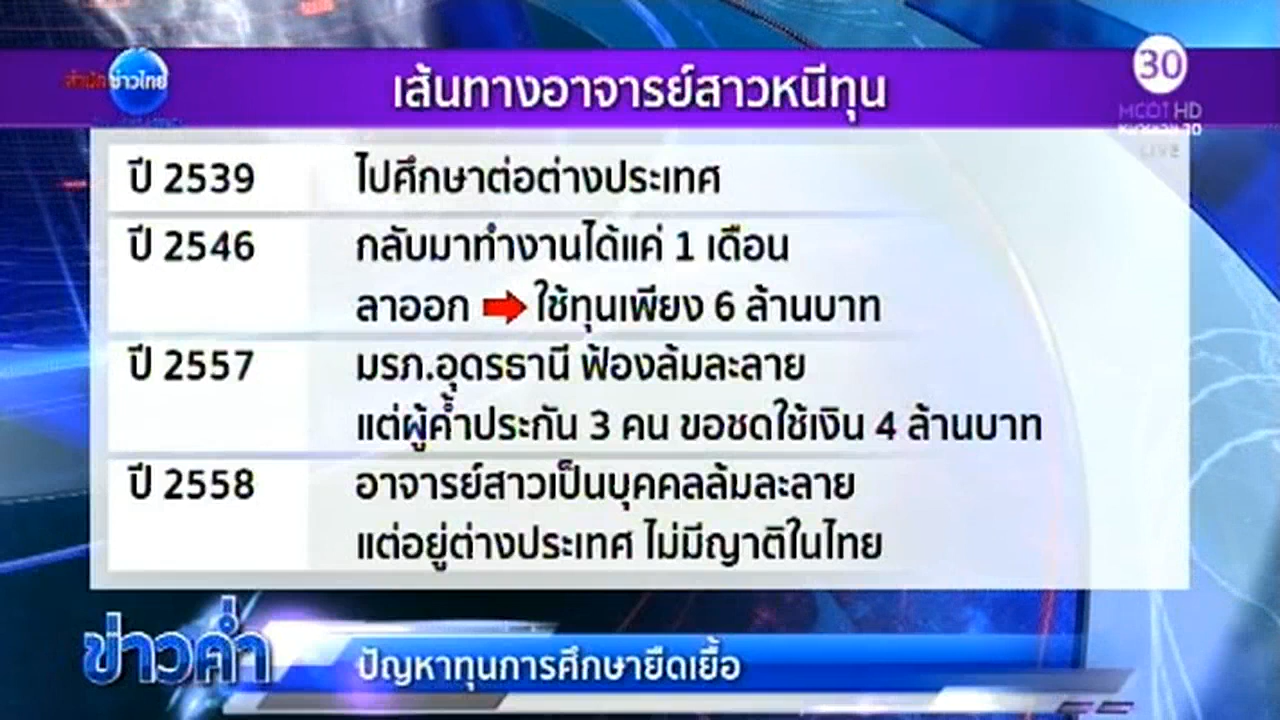 สำนักข่าวไทย
เส้นทางอาจารย์สาวหนีทุน
30
MCOT HD
LIVE
ปี 2539 ไปศึกษาต่อต่างประเทศ
ปี 2546 กลับมาทำงานได้แค่ 1 เดือน
ลาออก ใช้ทุนเพียง 6 ล้านบาท
ปี 2557 มรภ.อุดรธานี ฟ้องล้มละลาย
แต่ผู้ค้ำประกัน 3 คน ขอชดใช้เงิน 4 ล้านบาท
ปี 2558 อาจารย์สาวเป็นบุคคลล้มละลาย
แต่อยู่ต่างประเทศ ไม่มีญาติในไทย
ข่าวค่ำ
ปัญหาทุนการศึกษายืดเยื้อ